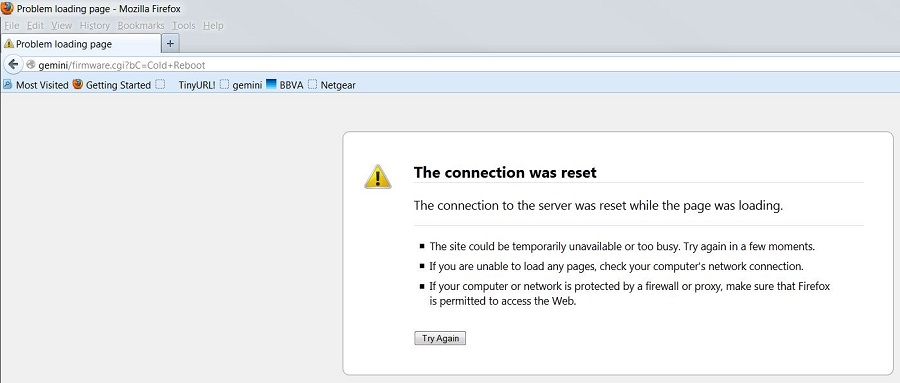 Problem loading page - Mozilla Firefox
File Edit View History Bookmarks Tools Help
Problem loading page +
gemini/firmware.cgi?bC=Cold+Reboot
Most Visited Getting Started TinyURL! gemini BBVA Netgear
The connection was reset
The connection to the server was reset while the page was loading.
The site could be temporarily unavailable or too busy. Try again in a few moments.
If you are unable to load any pages, check your computer's network connection.
If your computer or network is protected by a firewall or proxy, make sure that Firefox
is permitted to access the Web.
Try Again